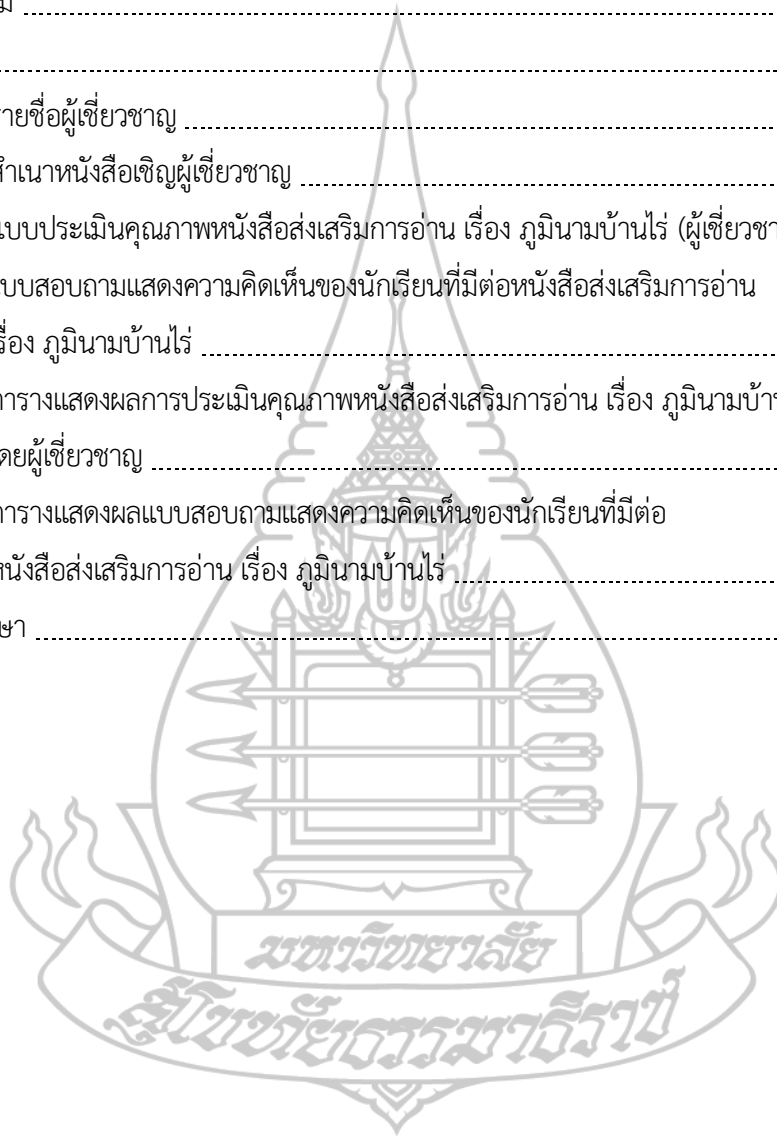 รายชื่อผู้เชี่ยวชาญ
สำเนาหนังสือเชิญผู้เชี่ยวชาญ
แบบประเมินคุณภาพหนังสือส่งเสริมการอ่าน เรื่อง ภูมินามบ้านไร่ (ผู้เชี่ยวชา
แบบสอบถามแสดงความคิดเห็นของนักเรียนที่มีต่อหนังสือส่งเสริมการอ่าน
เรื่อง ภูมินามบ้านไร่
ตารางแสดงผลการประเมินคุณภาพหนังสือส่งเสริมการอ่าน เรื่อง ภูมินามบ้าน
โดยผู้เชี่ยวชาญ
ตารางแสดงผลแบบสอบถามแสดงความคิดเห็นของนักเรียนที่มีต่อ
หนังสือส่งเสริมการอ่าน เรื่อง ภูมินามบ้านไร่
ษา
มหาวิทยาลัย
สุโขทัยธรรมาธิราช